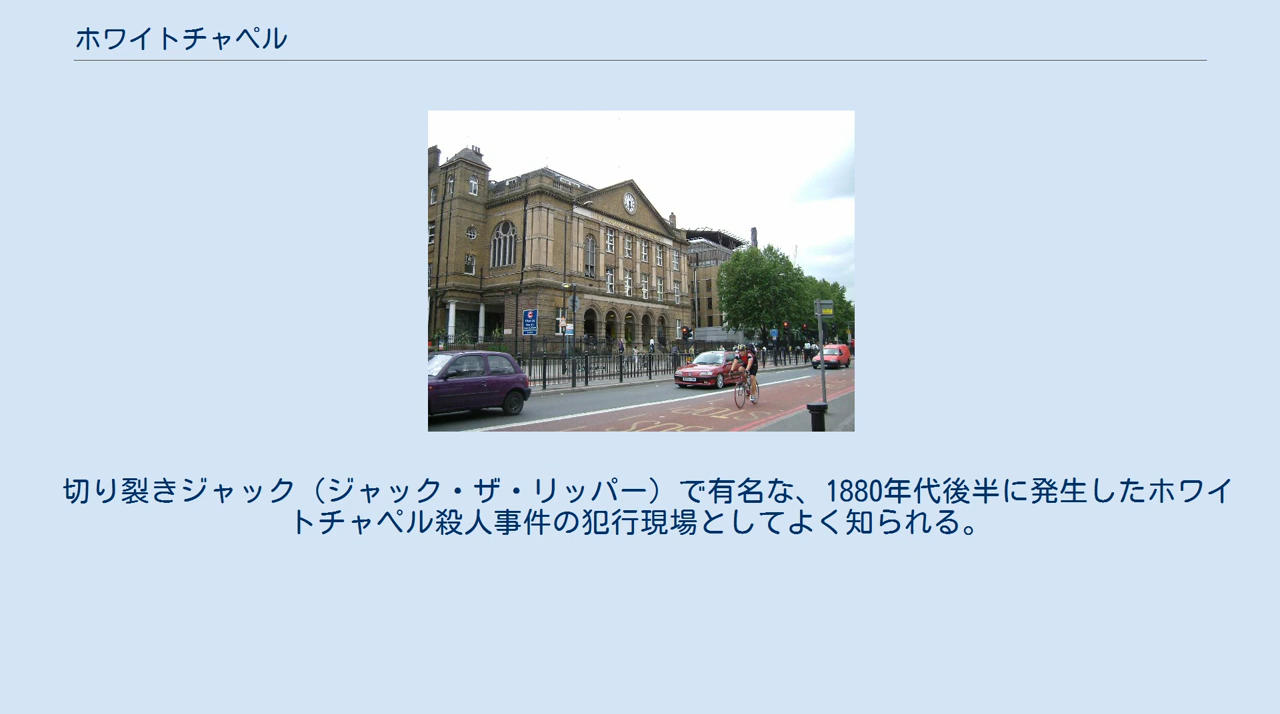 ホワイトチャペル
切り裂きジャック（ジャック・ザ・リッパー）で有名な、1880年代後半に発生したホワイ
トチャペル殺人事件の犯行現場としてよく知られる。